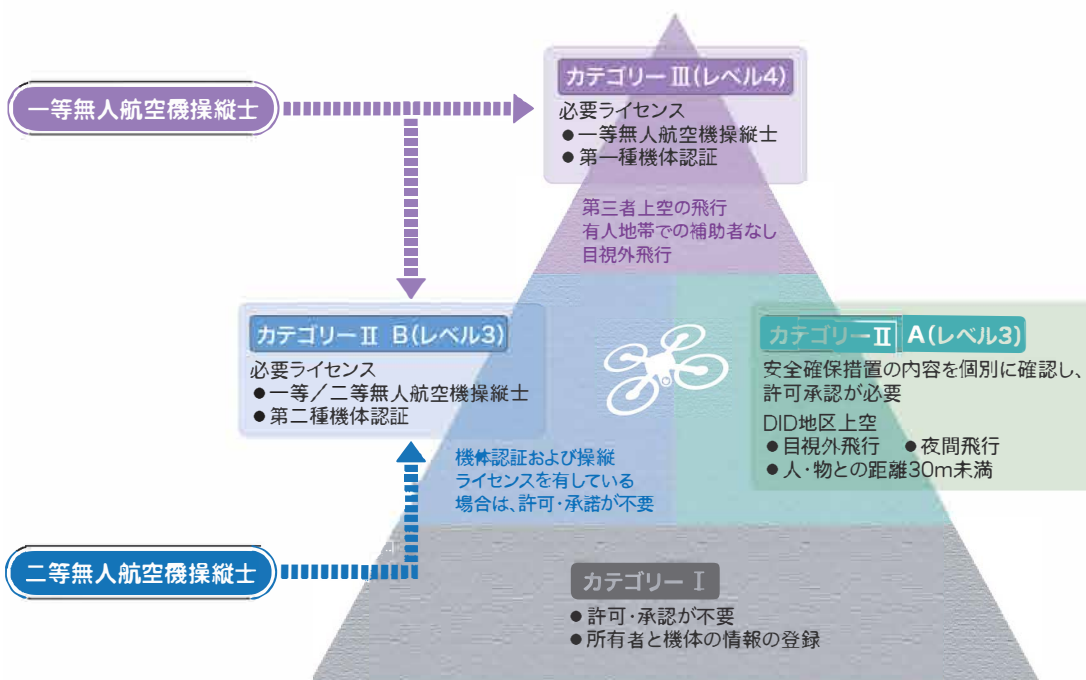 一等無人航空機操縦士
カテゴリー Ⅲ(レベル4)
必要ライセンス
●一等無人航空機操縦士
●第一種機体認証
第三者上空の飛行
有人地帯での補助者なし
目視外飛行
カテゴリーⅡ B(レベル3)
必要ライセンス
●一等／二等無人航空機操縦士
●第二種機体認証
機体認証および操縦
ライセンスを有している
場合は、許可・承諾が不要
カテゴリーⅡ A(レベル3)
安全確保措置の内容を個別に確認し、
許可承認が必要
DID地区上空
●目視外飛行 ●夜間飛行
●人・物との距離30m未満
二等無人航空機操縦士
カテゴリー Ⅰ
●許可・承認が不要
●所有者と機体の情報の登録